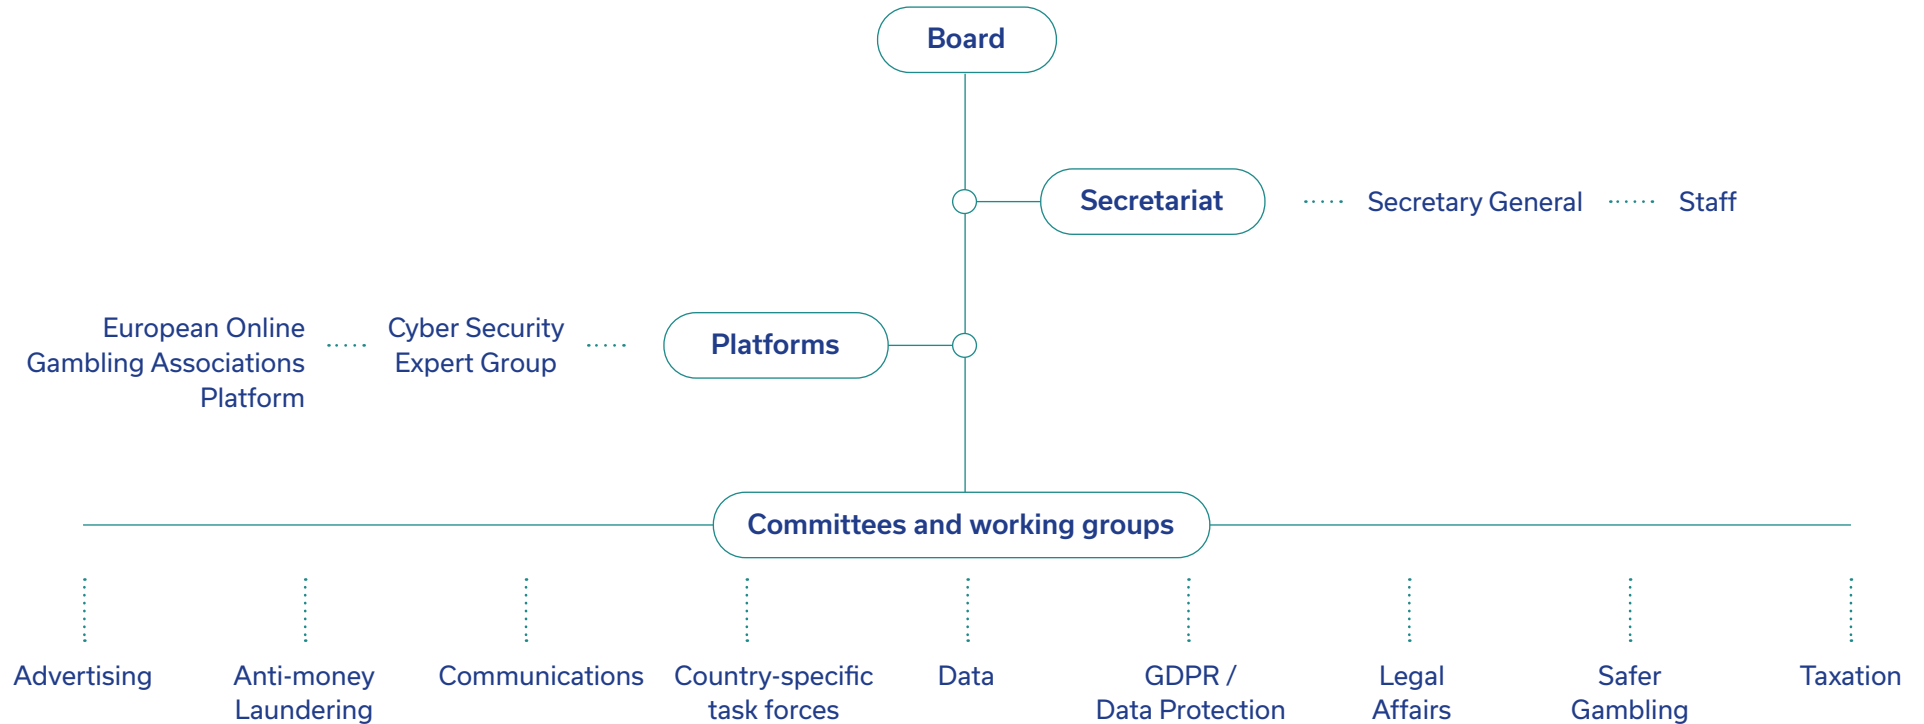 Board
Secretariat
Secretary General
Staff
European Online
Gambling Associations
Platform
Cyber Security
Expert Group
Platforms
Committees and working groups
Advertising
Anti-money
Laundering
Communications
Country-specific
task forces
Data
GDPR /
Data Protection
Legal
Affairs
Safer
Gambling
Taxation